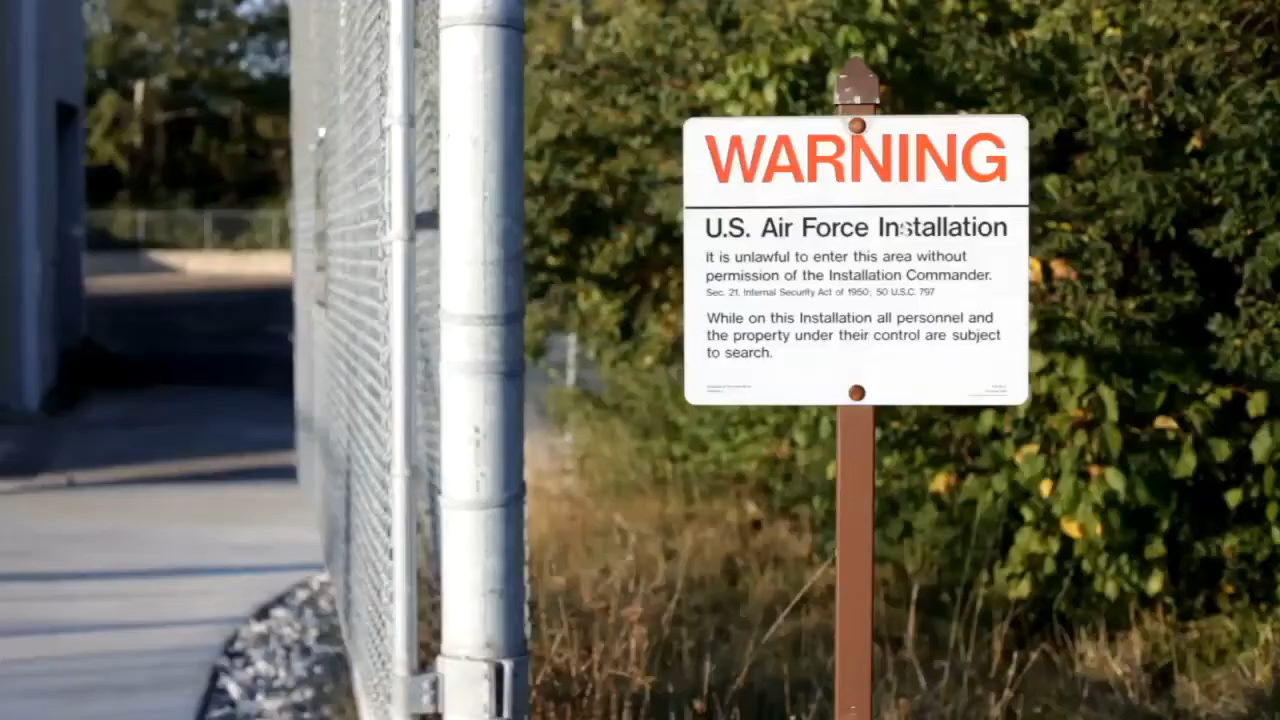 WARNING
U.S. Air Force Installation
It is unlawful to enter this area without
permission of the Installation Commander.
Sec. 21, Internal Security Act of 1950; 50 U.S.C. 797
While on this Installation all personnel and
the property under their control are subject
to search.